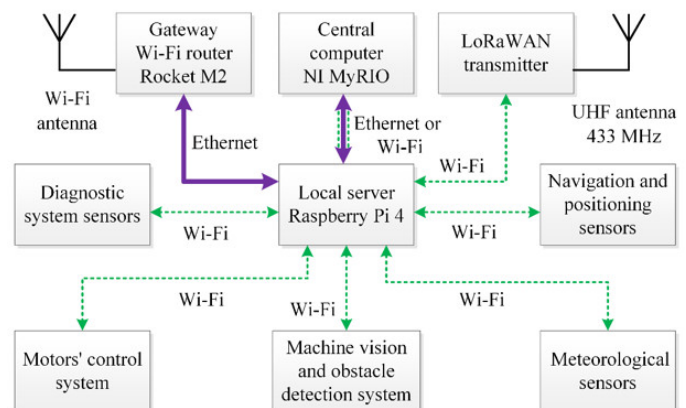 Gateway
Wi-Fi router
Rocket M2
Central
computer
NI MyRIO
LoRaWAN
transmitter
Wi-Fi
antenna
Ethernet
Ethernet or
Wi-Fi
Wi-Fi
UHF antenna
433 MHz
Diagnostic
system sensors
Wi-Fi
Local server
Raspberry Pi 4
Wi-Fi
Navigation and
positioning
sensors
Wi-Fi
Wi-Fi
Wi-Fi
Motors' control
system
Machine vision
and obstacle
detection system
Meteorological
sensors